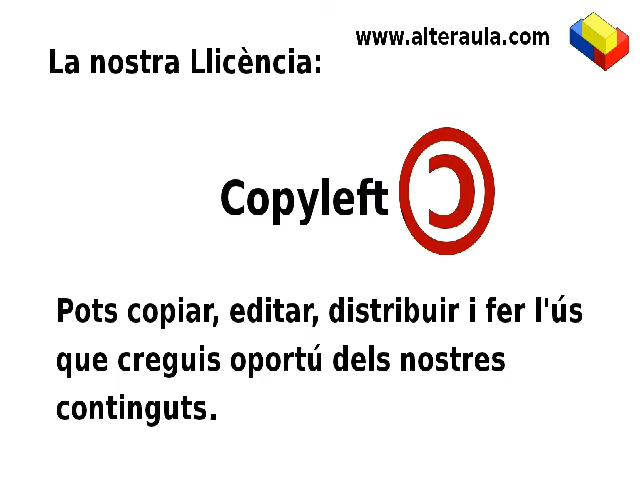 www.alteraula.com
La nostra Llicència:
Copyleft
Pots copiar, editar, distribuir i fer l'ús
que creguis oportú dels nostres
continguts.